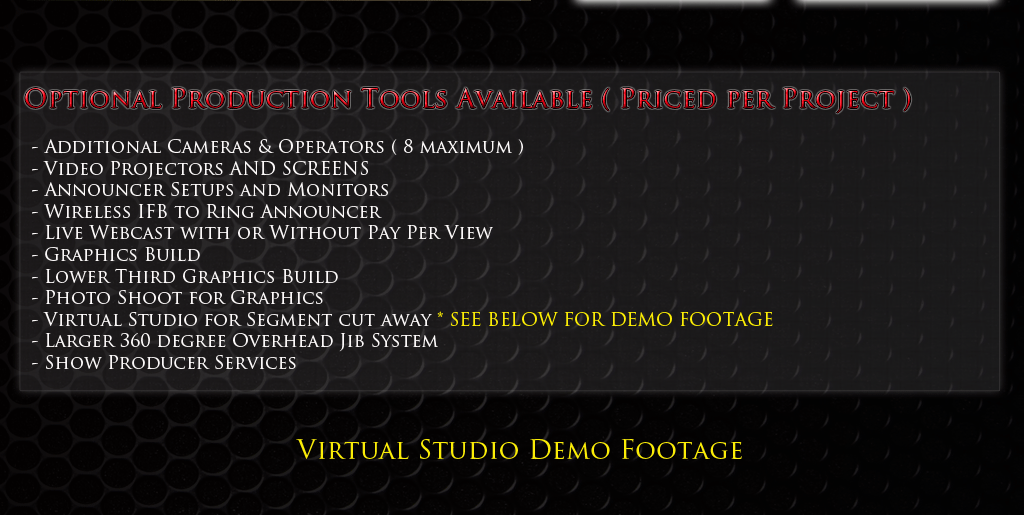 Optional Production Tools Available ( Priced per Project )
- Additional Cameras & Operators ( 8 maximum )
- Video Projectors AND SCREENS
- Announcer Setups and Monitors
- Wireless IFB to Ring Announcer
- Live Webcast with or Without Pay Per View
- Graphics Build
- Lower Third Graphics Build
- Photo Shoot for Graphics
- Virtual Studio for Segment cut away * SEE BELOW FOR DEMO FOOTAGE
- Larger 360 degree Overhead Jib System
- Show Producer Services
Virtual Studio Demo Footage